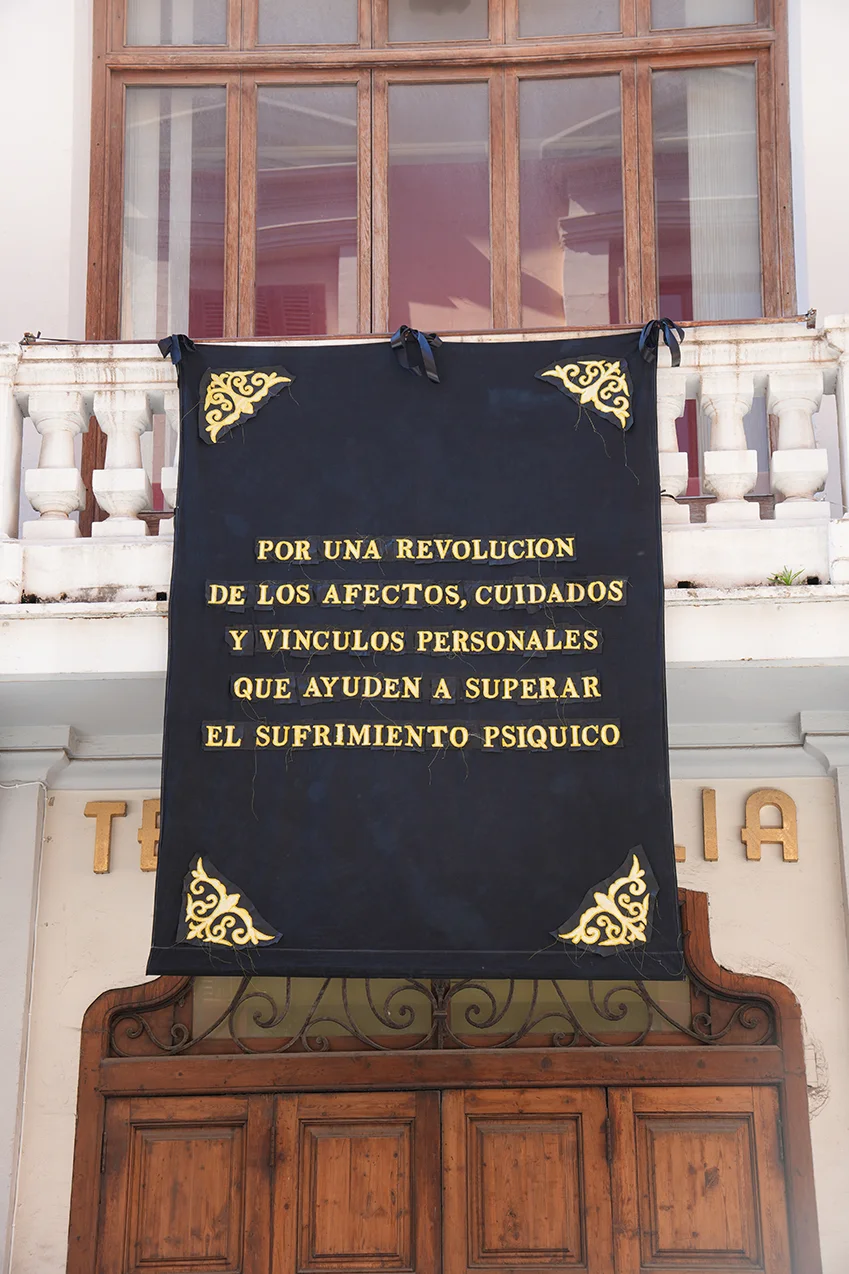 POR UNA REVOLUCION
DE LOS AFECTOS, CUIDADOS
Y VINCULOS PERSONALES
QUE AYUDEN A SUPERAR
EL SUFRIMIENTO PSIQUICO